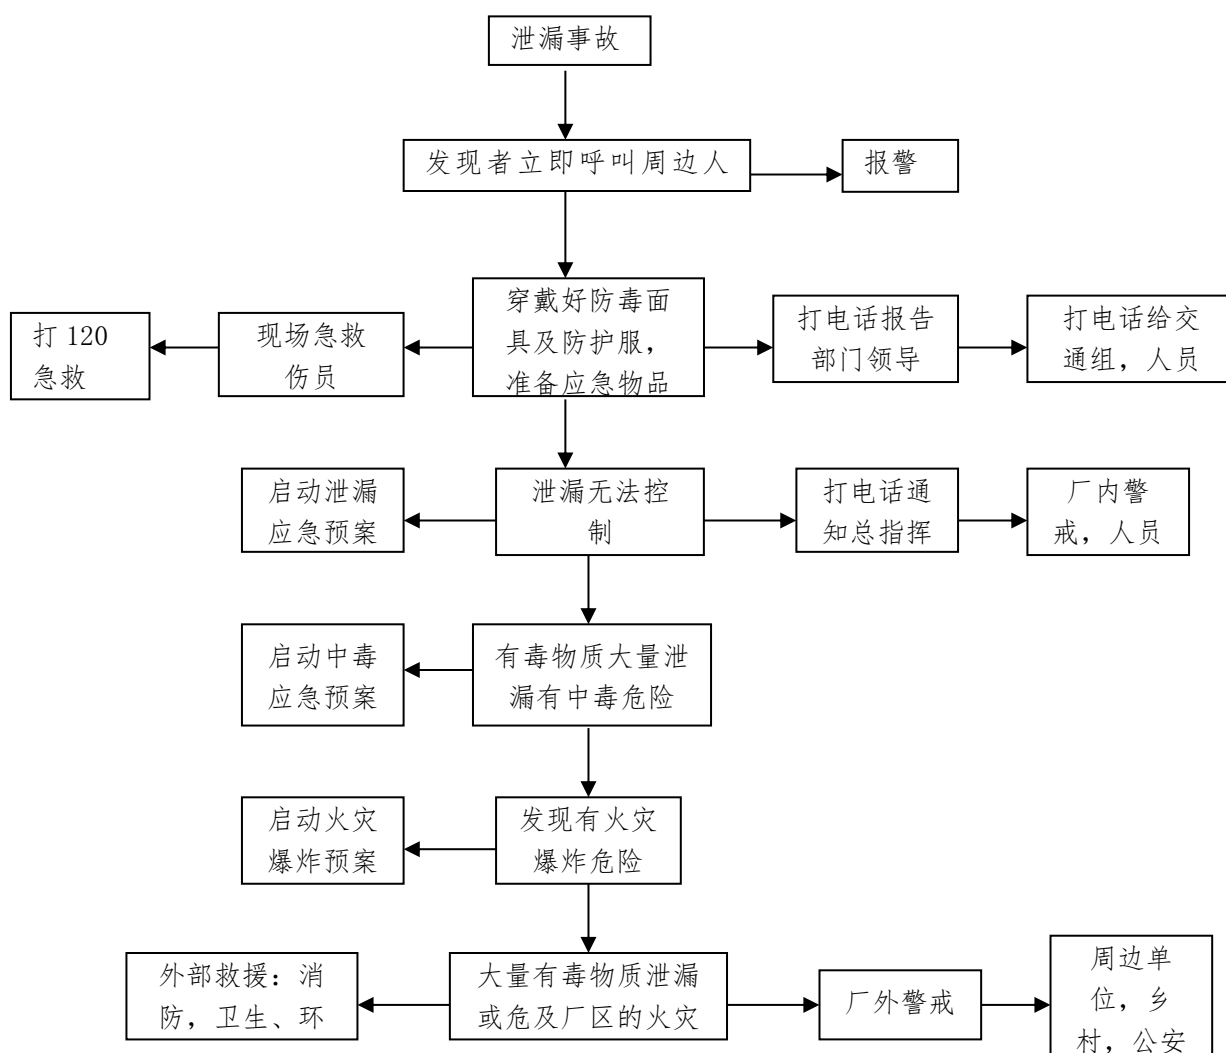 泄漏事故
发现者立即呼叫周边人
报警
打 120
急救
现场急救
伤员
穿戴好防毒面
具及防护服，
准备应急物品
打电话报告
部门领导
打电话给交
通组，人员
启动泄漏
应急预案
泄漏无法控
制
打电话通
知总指挥
厂内警
戒，人员
启动中毒
应急预案
有毒物质大量泄
漏有中毒危险
启动火灾
爆炸预案
发现有火灾
爆炸危险
外部救援：消
防，卫生、环
大量有毒物质泄漏
或危及厂区的火灾
厂外警戒
周边单
位，乡
村，公安